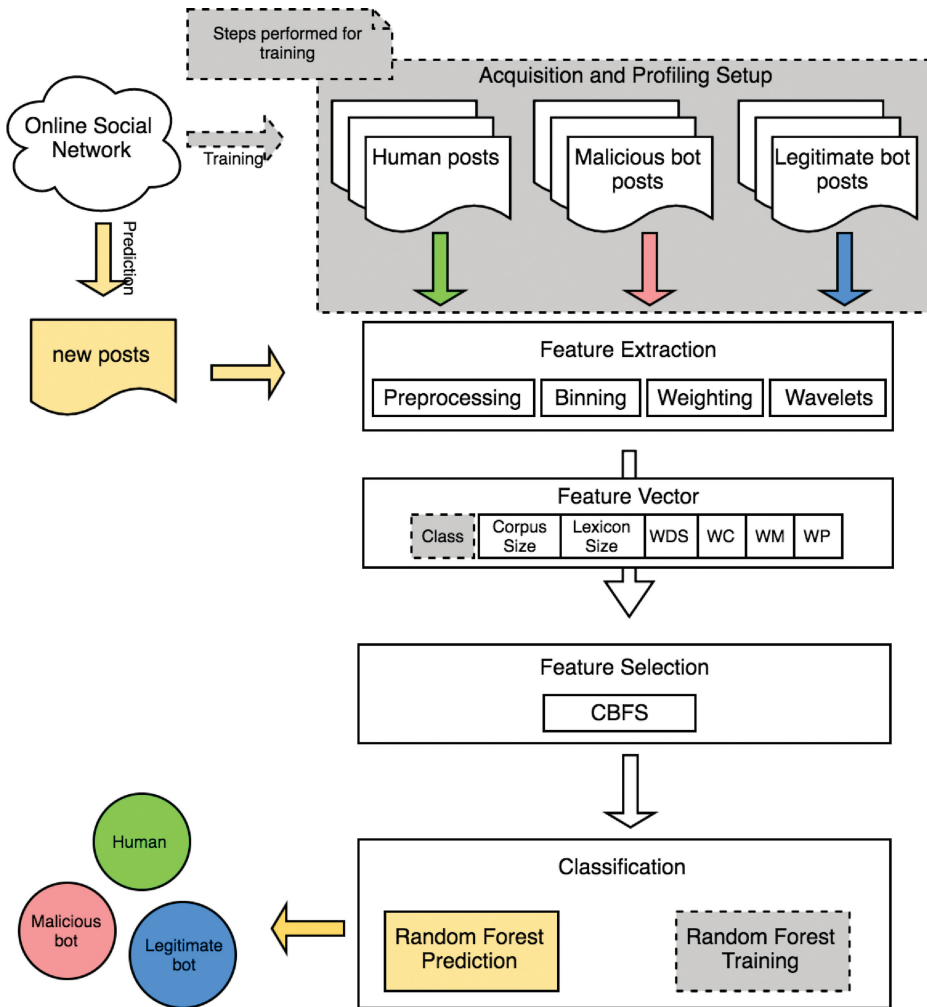 Steps performed for
training
Acquisition and Profiling Setup
Online Social
Network
Training
Human posts
Malicious bot
posts
Legitimate bot
posts
Prediction
new posts
Feature Extraction
Preprocessing
Binning
Weighting
Wavelets
Feature Vector
Class
Corpus
Size
Lexicon
Size
WDS
WC
WM
WP
Feature Selection
CBFS
Classification
Random Forest
Prediction
Random Forest
Training
Human
Malicious
bot
Legitimate
bot